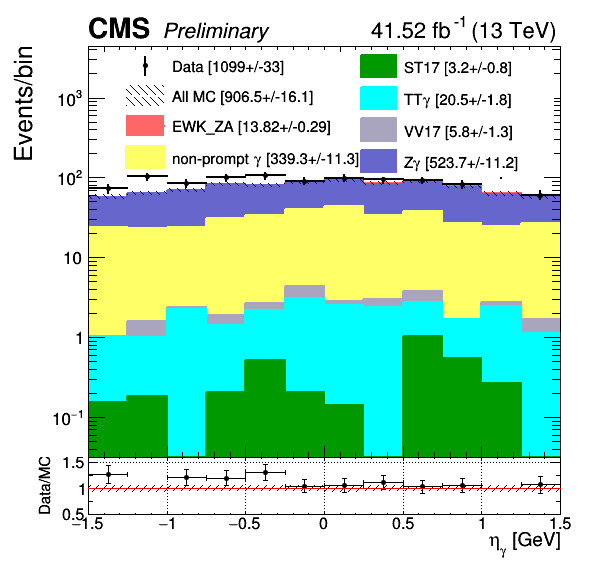 CMS Preliminary 41.52 fb⁻¹ (13 TeV)
Events/bin
Data [1099+/-33]
All MC [906.5+/-16.1]
EWK_ZA [13.82+/-0.29]
non-prompt γ [339.3+/-11.3]
ST17 [3.2+/-0.8]
TTγ [20.5+/-1.8]
VV17 [5.8+/-1.3]
Zγ [523.7+/-11.2]
10³
10²
10
1
10⁻¹
Data/MC
1.5
1
0.5
−1.5 −1 −0.5 0 0.5 1 1.5
ηγ [GeV]